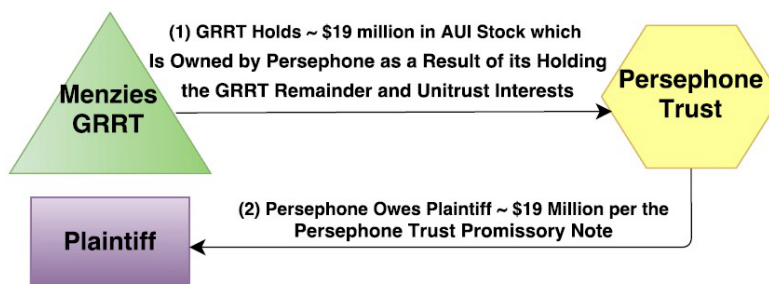 (1) GRRT Holds ~ $19 million in AUI Stock which
Is Owned by Persephone as a Result of its Holding
the GRRT Remainder and Unitrust Interests
Menzies
GRRT
Persephone
Trust
(2) Persephone Owes Plaintiff ~ $19 Million per the
Persephone Trust Promissory Note
Plaintiff